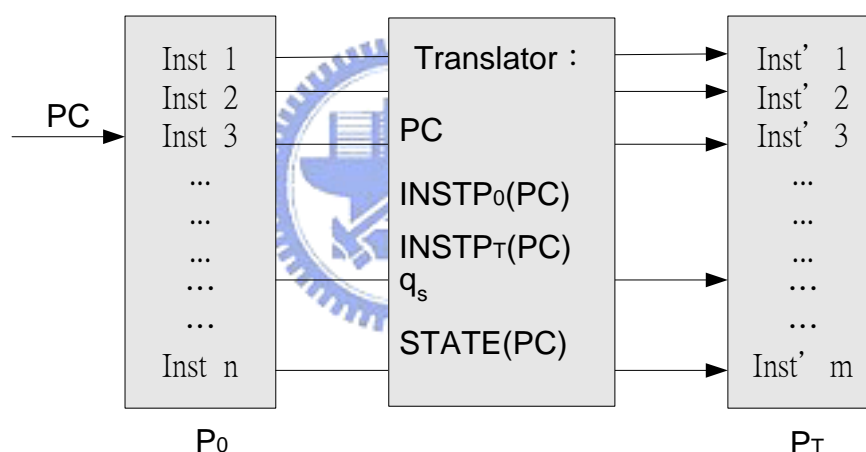 PC
Inst 1
Inst 2
Inst 3
...
...
...
...
...
Inst n
P0
Translator：
PC
INSTP0(PC)
INSTPT(PC)
qs
STATE(PC)
Inst' 1
Inst' 2
Inst' 3
...
...
...
...
...
Inst' m
PT